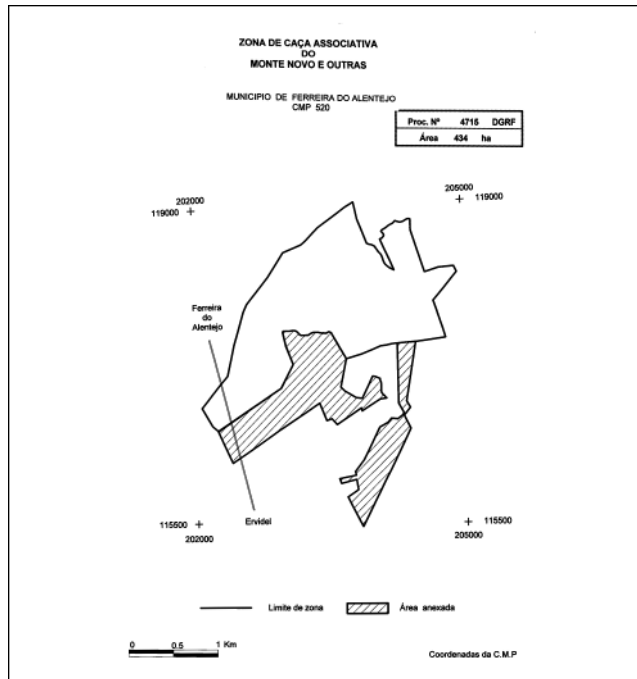 ZONA DE CAÇA ASSOCIATIVA
DO
MONTE NOVO E OUTRAS
MUNICIPIO DE FERREIRA DO ALENTEJO
CMP 520
Proc. Nº 4715 DGRF
Área 434 ha
202000
119000
205000
119000
Ferreira
do
Alentejo
Ervidel
115500
202000
115500
205000
Limite de zona
Área anexada
0 0.5 1 Km
Coordenadas da C.M.P